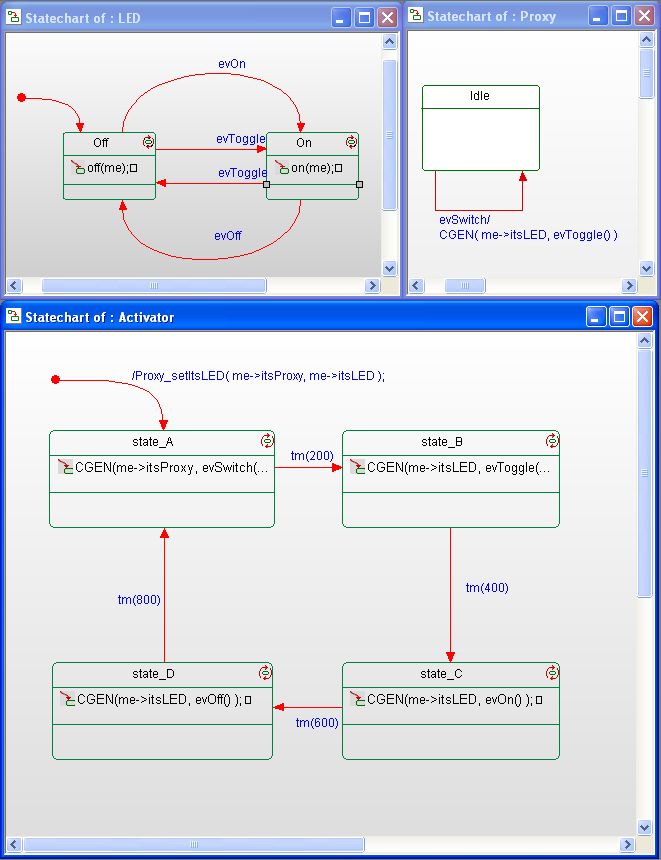 Statechart of : LED
evOn
Off
evToggle
On
off(me);
on(me);
evToggle
evOff
Statechart of : Proxy
Idle
evSwitch/
CGEN( me->itsLED, evToggle() )
Statechart of : Activator
/Proxy_setItsLED( me->itsProxy, me->itsLED );
state_A
CGEN(me->itsProxy, evSwitch(...
tm(200)
state_B
CGEN(me->itsLED, evToggle(...
tm(800)
tm(400)
state_D
CGEN(me->itsLED, evOff() );
tm(600)
state_C
CGEN(me->itsLED, evOn() );